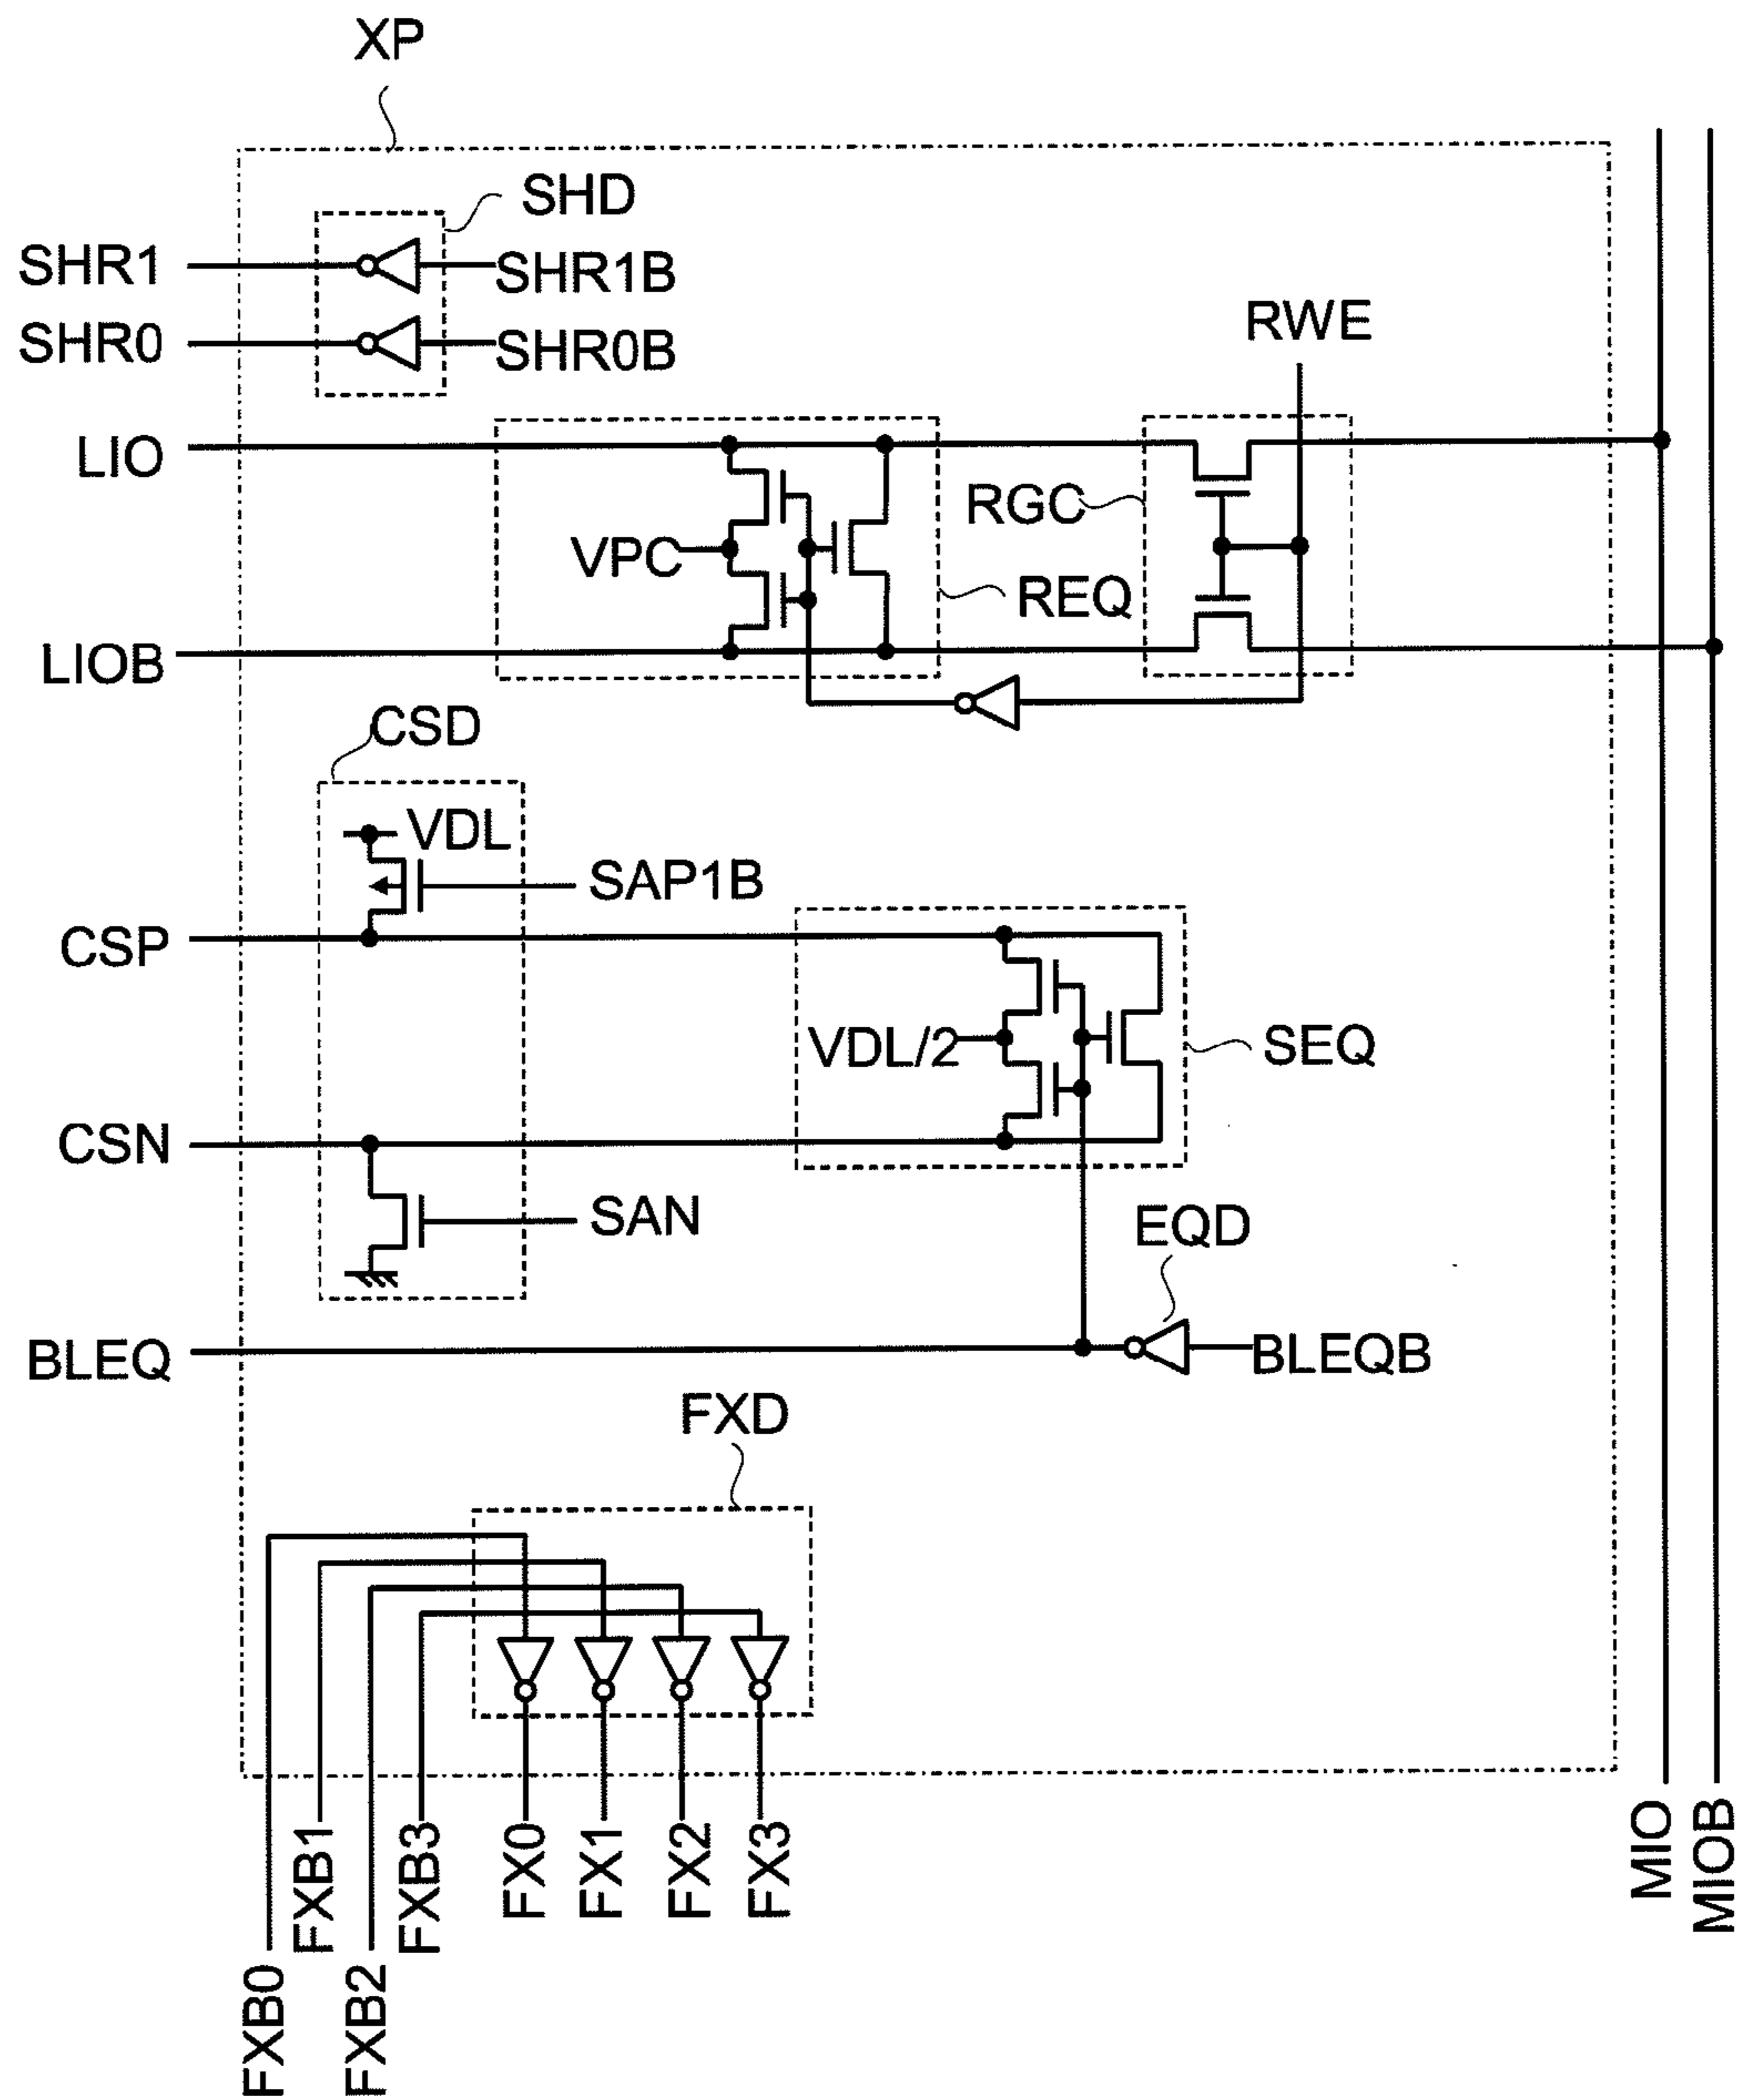 XP
SHD
SHR1
SHR1B
SHR0
SHR0B
RWE
LIO
RGC
VPC
REQ
LIOB
CSD
VDL
SAP1B
CSP
VDL/2
SEQ
CSN
SAN
EQD
BLEQ
BLEQB
FXD
FXB0
FXB1
FXB2
FXB3
FX0
FX1
FX2
FX3
MIO
MIOB